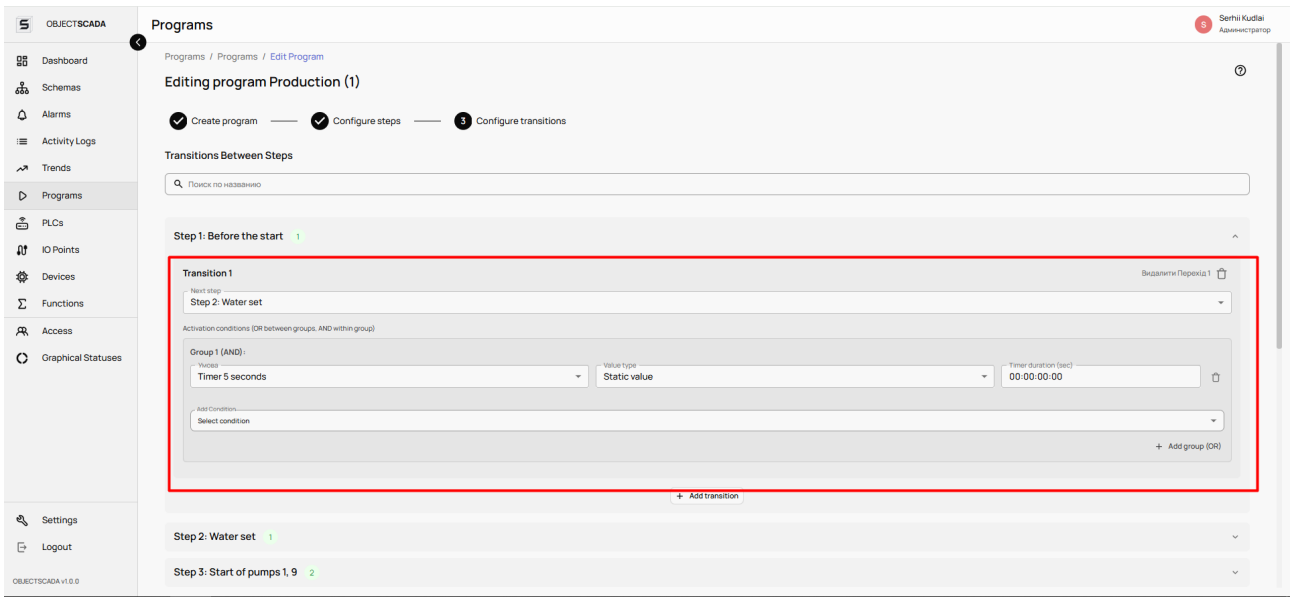 S OBJECTSCADA
Programs
S
Serhii Kudlai
Администратор
Dashboard
Schemas
Alarms
Activity Logs
Trends
Programs
PLCs
IO Points
Devices
Functions
Access
Graphical Statuses
Settings
Logout
OBJECTSCADA v1.0.0
Programs / Programs / Edit Program
Editing program Production (1)
Create program
Configure steps
3 Configure transitions
Transitions Between Steps
Поиск по названию
Step 1: Before the start 1
Transition 1
Видалити Перехід 1
Next step
Step 2: Water set
Activation conditions (OR between groups, AND within group)
Group 1 (AND):
Умова
Timer 5 seconds
Value type
Static value
Timer duration (sec)
00:00:00:00
Add Condition
Select condition
+ Add group (OR)
+ Add transition
Step 2: Water set 1
Step 3: Start of pumps 1, 9 2